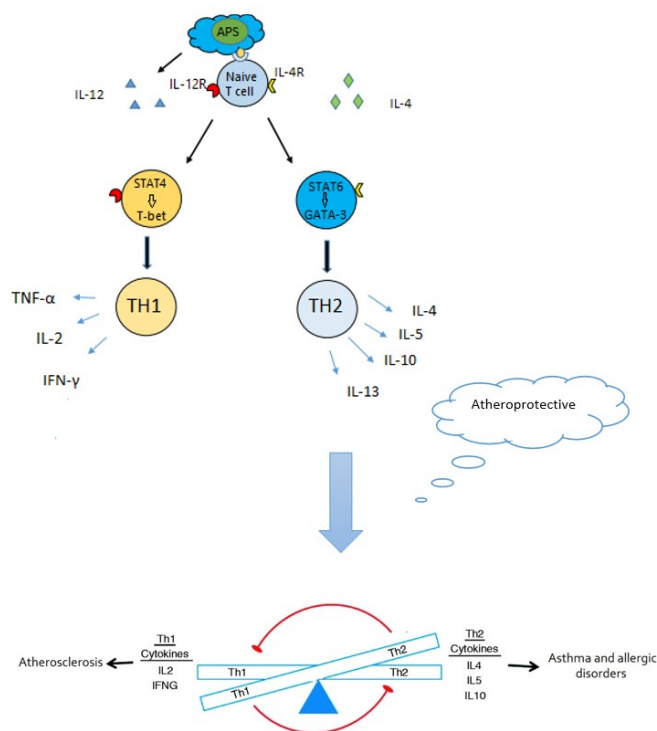 APS
IL-12
IL-12R
Naive
T cell
IL-4R
IL-4
STAT4
T-bet
STAT6
GATA-3
TNF-α
IL-2
IFN-γ
TH1
TH2
IL-4
IL-5
IL-10
IL-13
Atheroprotective
Atherosclerosis
Th1
Cytokines
IL2
IFNG
Th1
Th1
Th2
Th2
Th2
Cytokines
IL4
IL5
IL10
Asthma and allergic
disorders